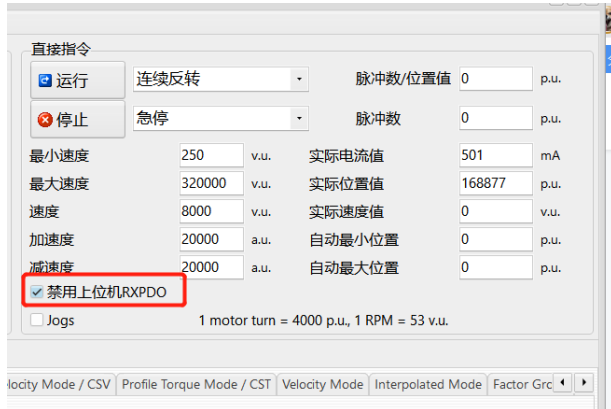 直接指令
运行 连续反转 脉冲数/位置值 0 p.u.
停止 急停 脉冲数 0 p.u.
最小速度 250 v.u. 实际电流值 501 mA
最大速度 320000 v.u. 实际位置值 168877 p.u.
速度 8000 v.u. 实际速度值 0 v.u.
加速度 20000 a.u. 自动最小位置 0 p.u.
减速度 20000 a.u. 自动最大位置 0 p.u.
禁用上位机RXPDO
Jogs 1 motor turn = 4000 p.u., 1 RPM = 53 v.u.
locity Mode / CSV Profile Torque Mode / CST Velocity Mode Interpolated Mode Factor Grc